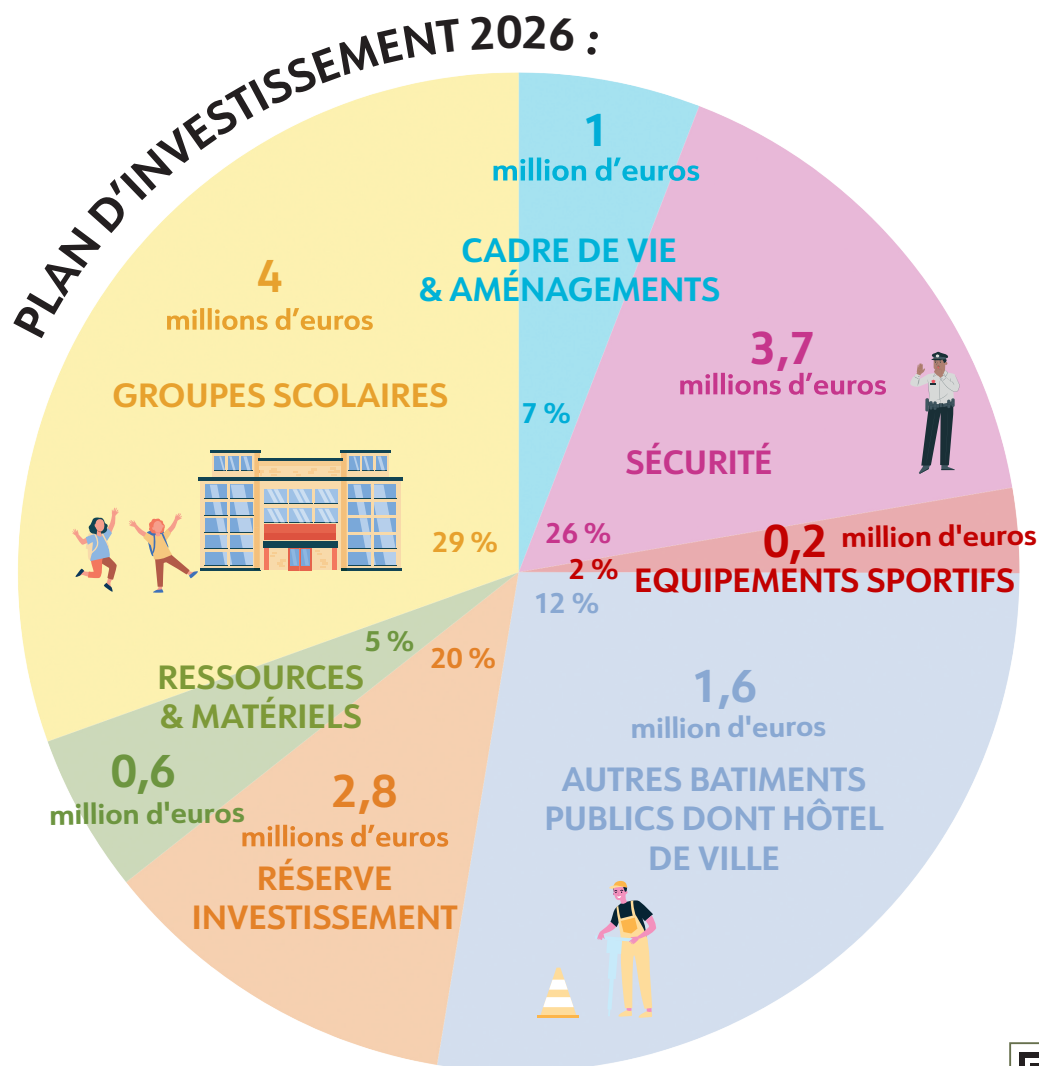 PLAN D’INVESTISSEMENT 2026 :
1
million d’euros
CADRE DE VIE
& AMÉNAGEMENTS
7 %
3,7
millions d’euros
SÉCURITÉ
26 %
0,2 million d'euros
2 %
EQUIPEMENTS SPORTIFS
12 %
1,6
million d'euros
AUTRES BATIMENTS
PUBLICS DONT HÔTEL
DE VILLE
20 %
2,8
millions d’euros
RÉSERVE
INVESTISSEMENT
5 %
RESSOURCES
& MATÉRIELS
0,6
million d'euros
4
millions d’euros
GROUPES SCOLAIRES
29 %